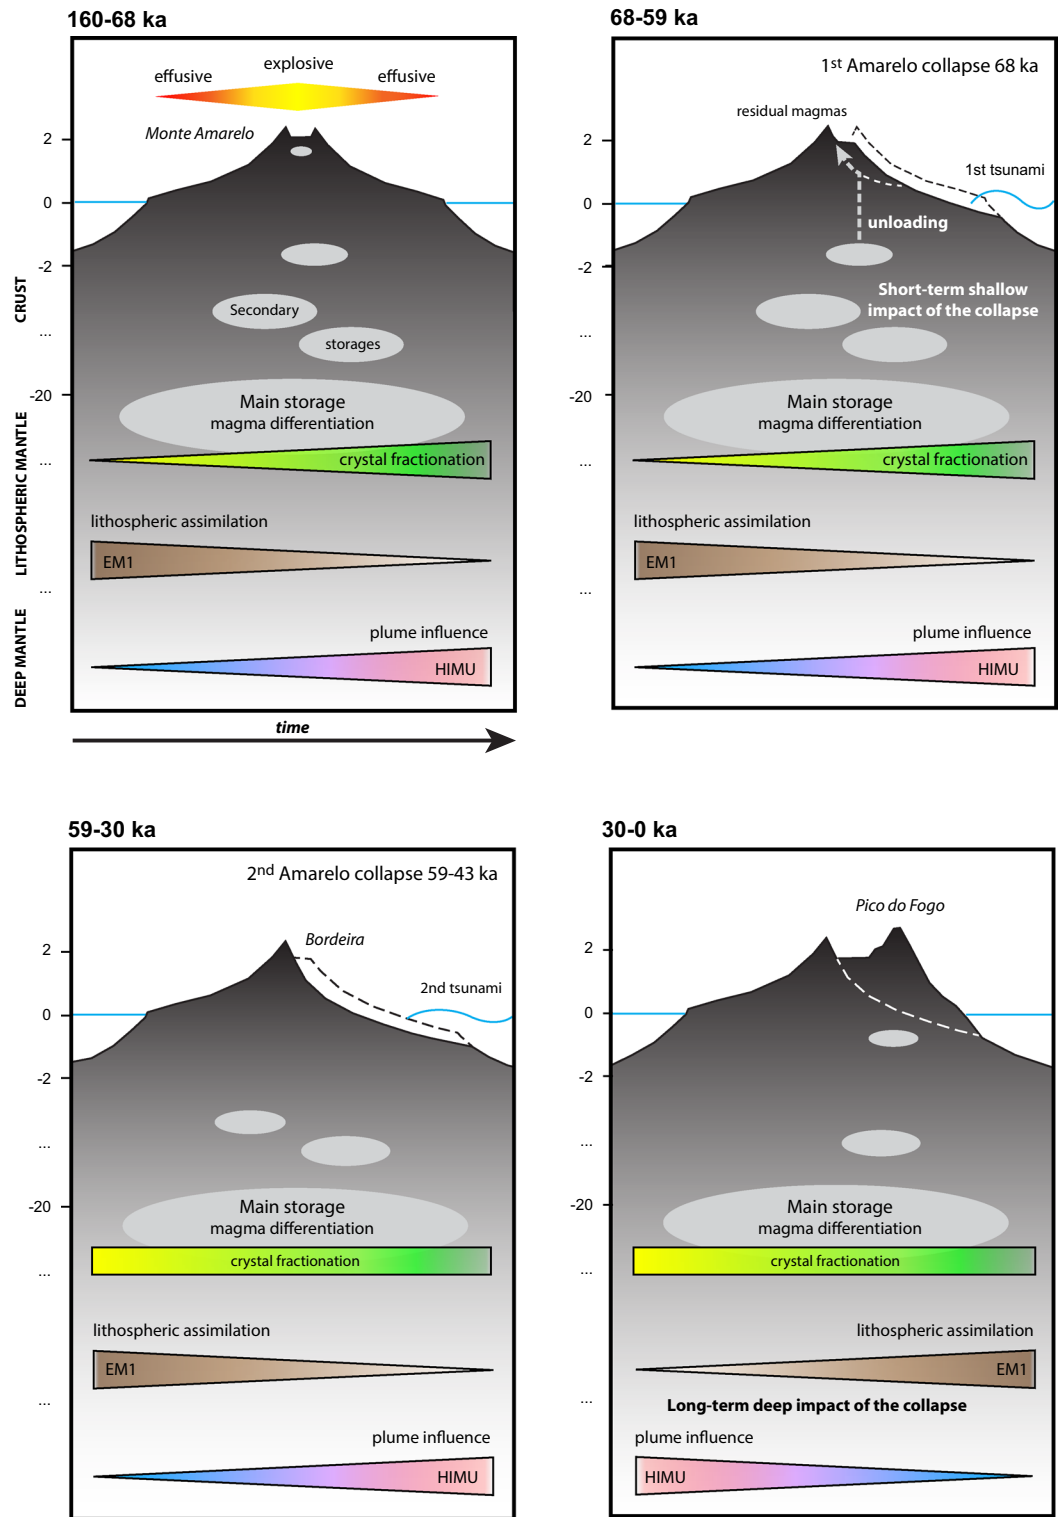 160-68 ka
explosive
effusive
effusive
Monte Amarelo
2
0
-2
CRUST
Secondary
...
storages
-20
Main storage
magma differentiation
LITHOSPHERIC MANTLE
...
crystal fractionation
lithospheric assimilation
EM1
...
DEEP MANTLE
plume influence
HIMU
time
68-59 ka
1st Amarelo collapse 68 ka
residual magmas
2
1st tsunami
0
unloading
-2
Short-term shallow
impact of the collapse
...
-20
Main storage
magma differentiation
...
crystal fractionation
lithospheric assimilation
EM1
...
plume influence
HIMU
59-30 ka
2nd Amarelo collapse 59-43 ka
Bordeira
2
2nd tsunami
0
-2
...
-20
Main storage
magma differentiation
crystal fractionation
...
lithospheric assimilation
EM1
...
plume influence
HIMU
30-0 ka
Pico do Fogo
2
0
-2
...
-20
Main storage
magma differentiation
crystal fractionation
...
lithospheric assimilation
EM1
...
Long-term deep impact of the collapse
plume influence
HIMU